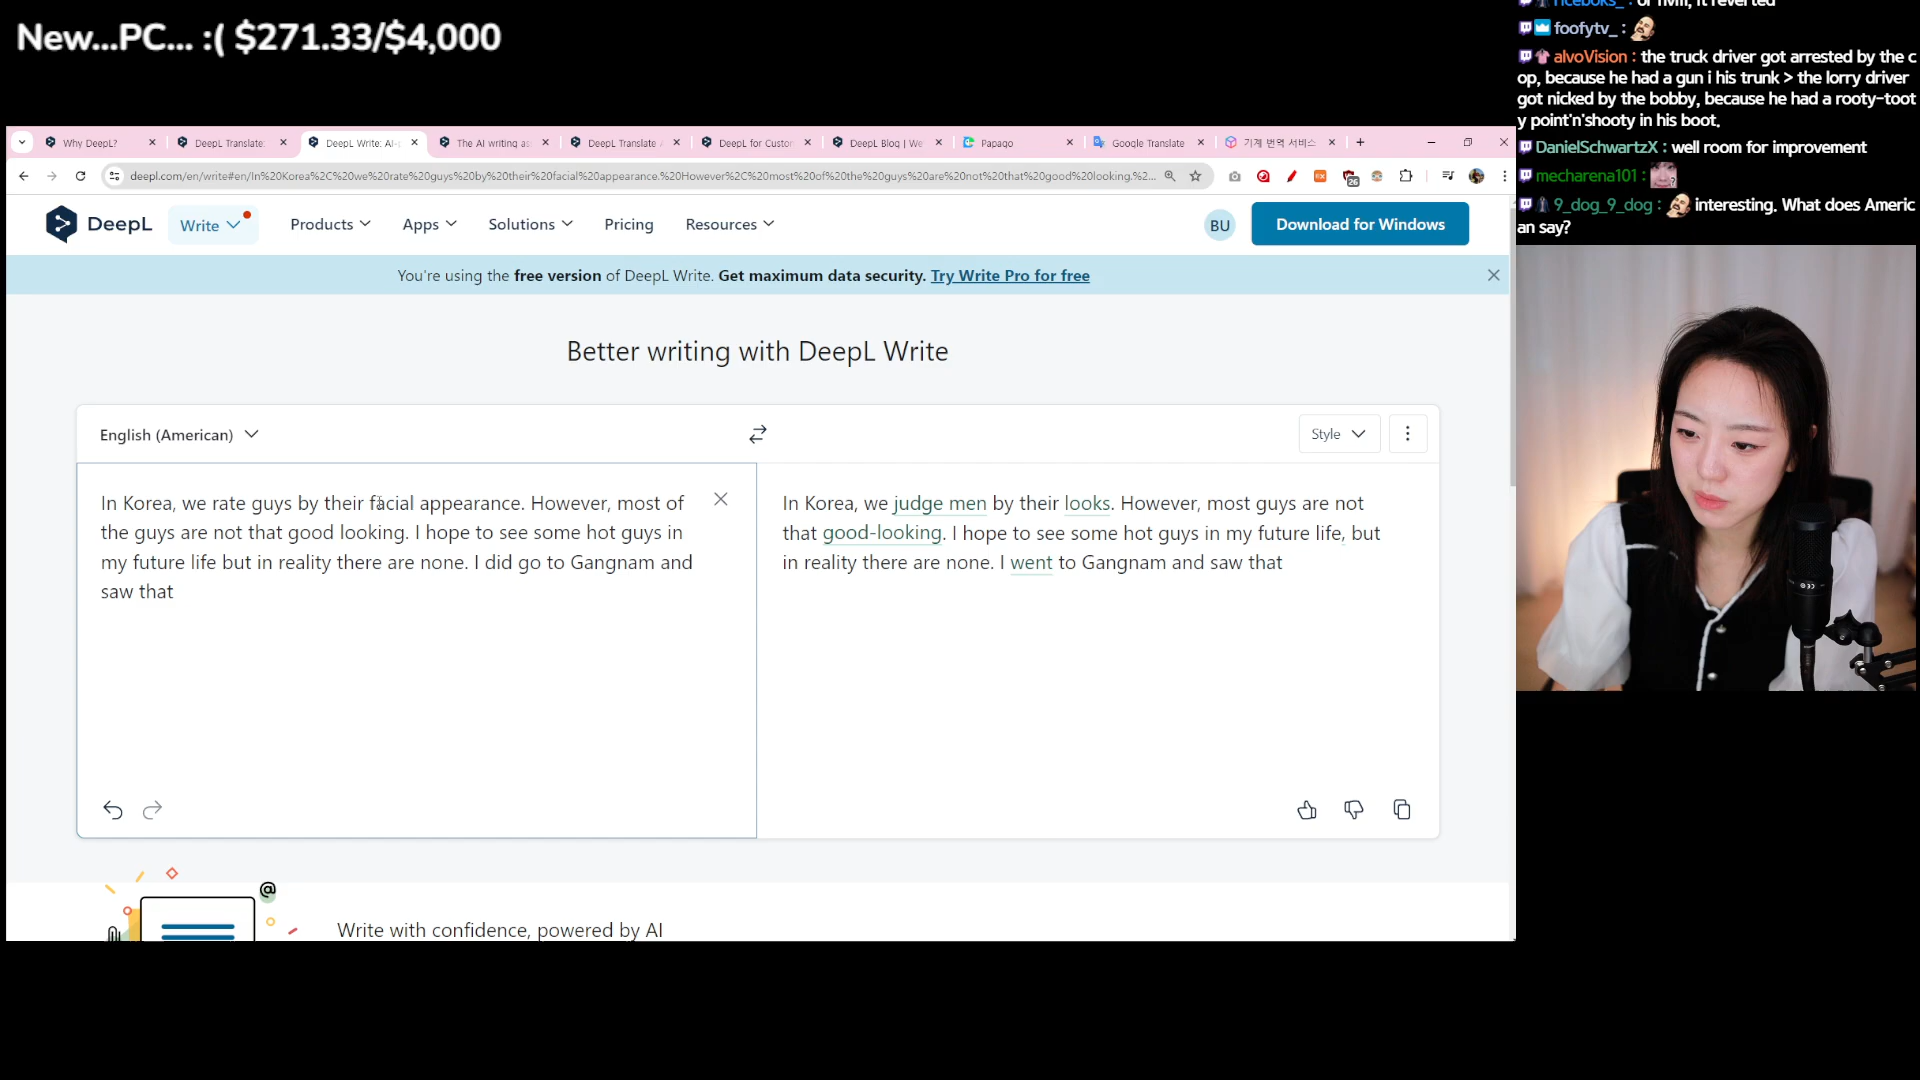 New...PC... :( $271.33/$4,000
foofytv_ :
alvoVision : the truck driver got arrested by the c
op, because he had a gun i his trunk > the lorry driver
got nicked by the bobby, because he had a rooty-toot
y point'n'shooty in his boot.
DanielSchwartzX : well room for improvement
mecharena101 :
9_dog_9_dog : interesting. What does Americ
an say?
Why DeepL?
DeepL Translate:
DeepL Write: AI-
The AI writing as
DeepL Translate
DeepL for Custor
DeepL Blog | We
Papago
Google Translate
기계 번역 서비스
deepl.com/en/write#en/In%20Korea%2C%20we%20rate%20guys%20by%20their%20facial%20appearance.%20However%2C%20most%20of%20the%20guys%20are%20not%20that%20good%20looking.%2...
26
DeepL
Write
Products
Apps
Solutions
Pricing
Resources
BU
Download for Windows
You're using the free version of DeepL Write. Get maximum data security. Try Write Pro for free
Better writing with DeepL Write
English (American)
Style
In Korea, we rate guys by their facial appearance. However, most of
the guys are not that good looking. I hope to see some hot guys in
my future life but in reality there are none. I did go to Gangnam and
saw that
In Korea, we judge men by their looks. However, most guys are not
that good-looking. I hope to see some hot guys in my future life, but
in reality there are none. I went to Gangnam and saw that
@
Write with confidence, powered by AI